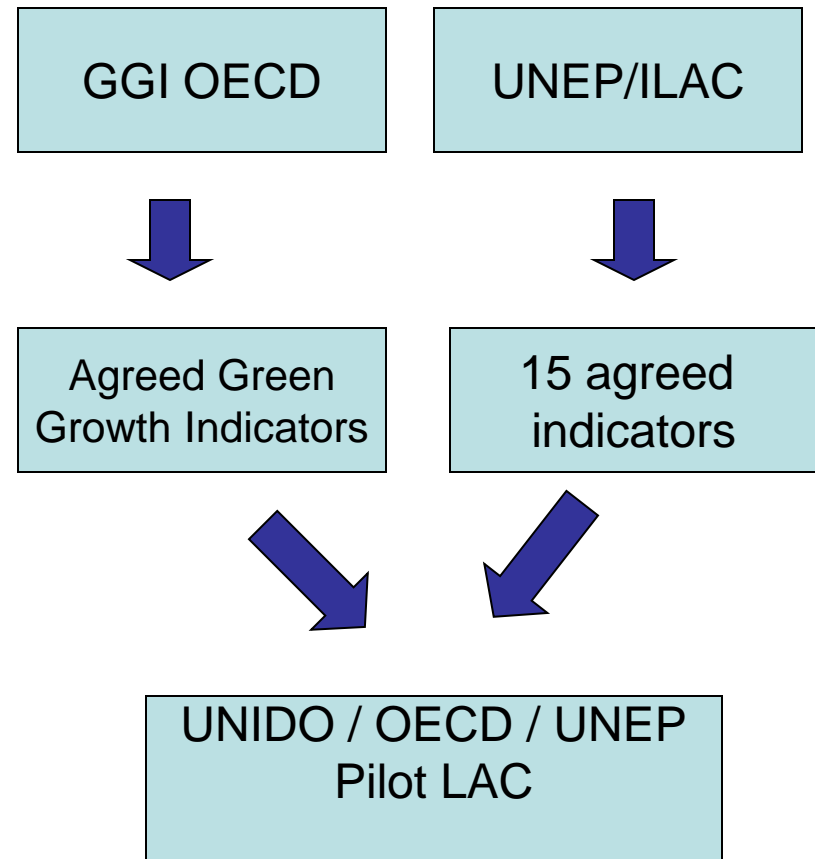 GGI OECD
UNEP/ILAC
Agreed Green
Growth Indicators
15 agreed
indicators
UNIDO / OECD / UNEP
Pilot LAC